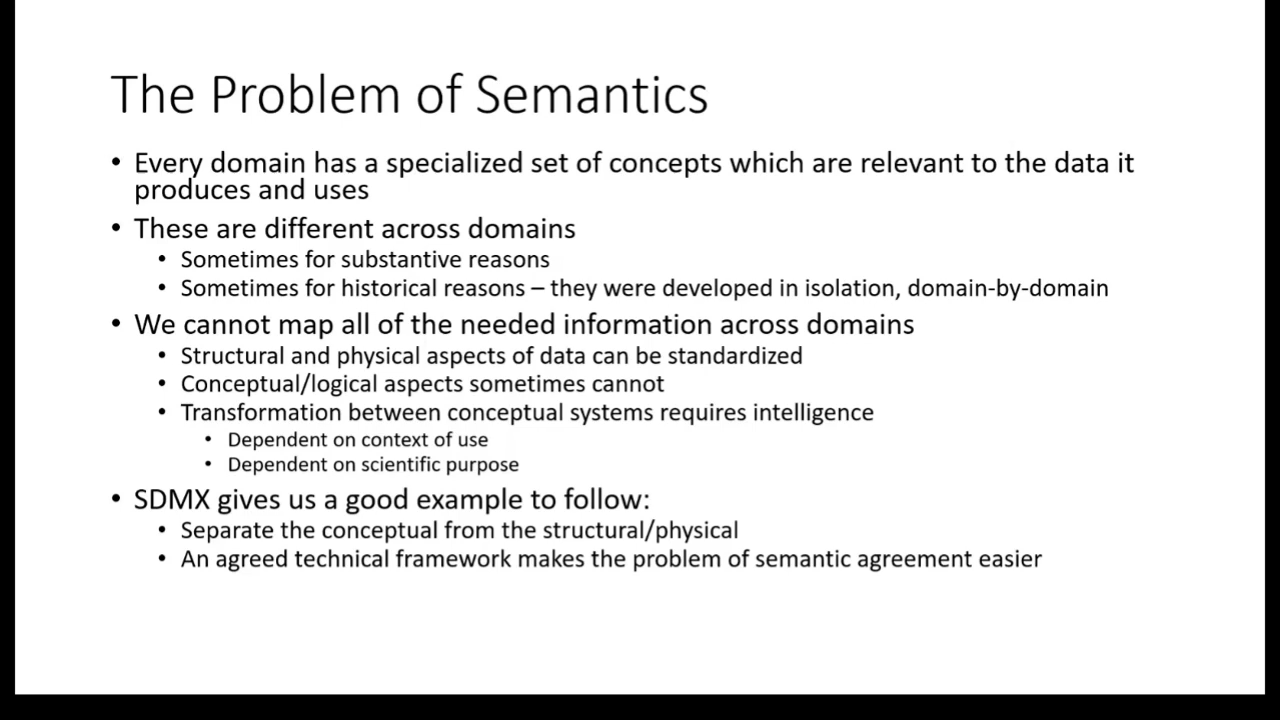 The Problem of Semantics
• Every domain has a specialized set of concepts which are relevant to the data it
produces and uses
• These are different across domains
• Sometimes for substantive reasons
• Sometimes for historical reasons – they were developed in isolation, domain-by-domain
• We cannot map all of the needed information across domains
• Structural and physical aspects of data can be standardized
• Conceptual/logical aspects sometimes cannot
• Transformation between conceptual systems requires intelligence
• Dependent on context of use
• Dependent on scientific purpose
• SDMX gives us a good example to follow:
• Separate the conceptual from the structural/physical
• An agreed technical framework makes the problem of semantic agreement easier